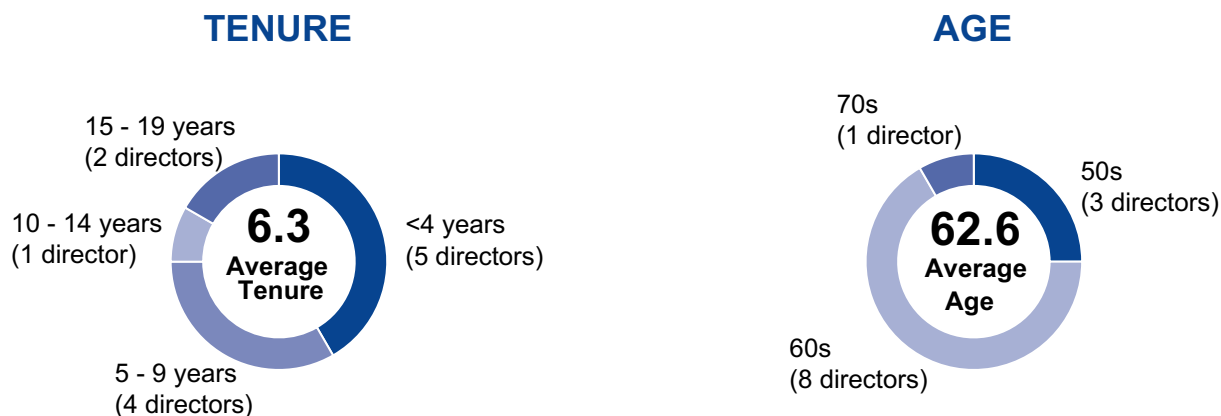 TENURE
15 - 19 years
(2 directors)
10 - 14 years
(1 director)
6.3
Average
Tenure
<4 years
(5 directors)
5 - 9 years
(4 directors)
AGE
70s
(1 director)
50s
(3 directors)
62.6
Average
Age
60s
(8 directors)